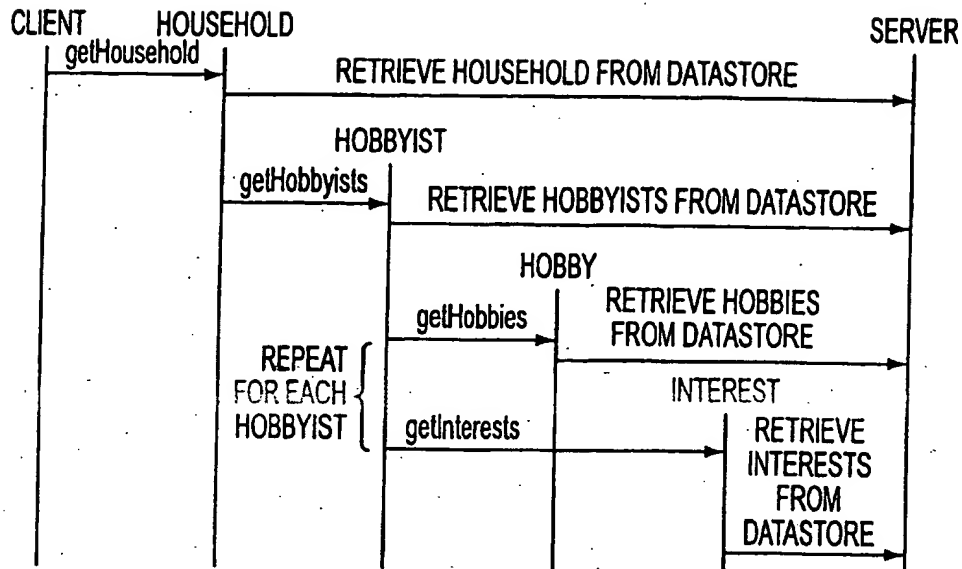 CLIENT
HOUSEHOLD
SERVER
getHousehold
RETRIEVE HOUSEHOLD FROM DATASTORE
HOBBYIST
getHobbyists
RETRIEVE HOBBYISTS FROM DATASTORE
HOBBY
getHobbies
RETRIEVE HOBBIES
FROM DATASTORE
REPEAT
FOR EACH
HOBBYIST
INTEREST
getInterests
RETRIEVE
INTERESTS
FROM
DATASTORE